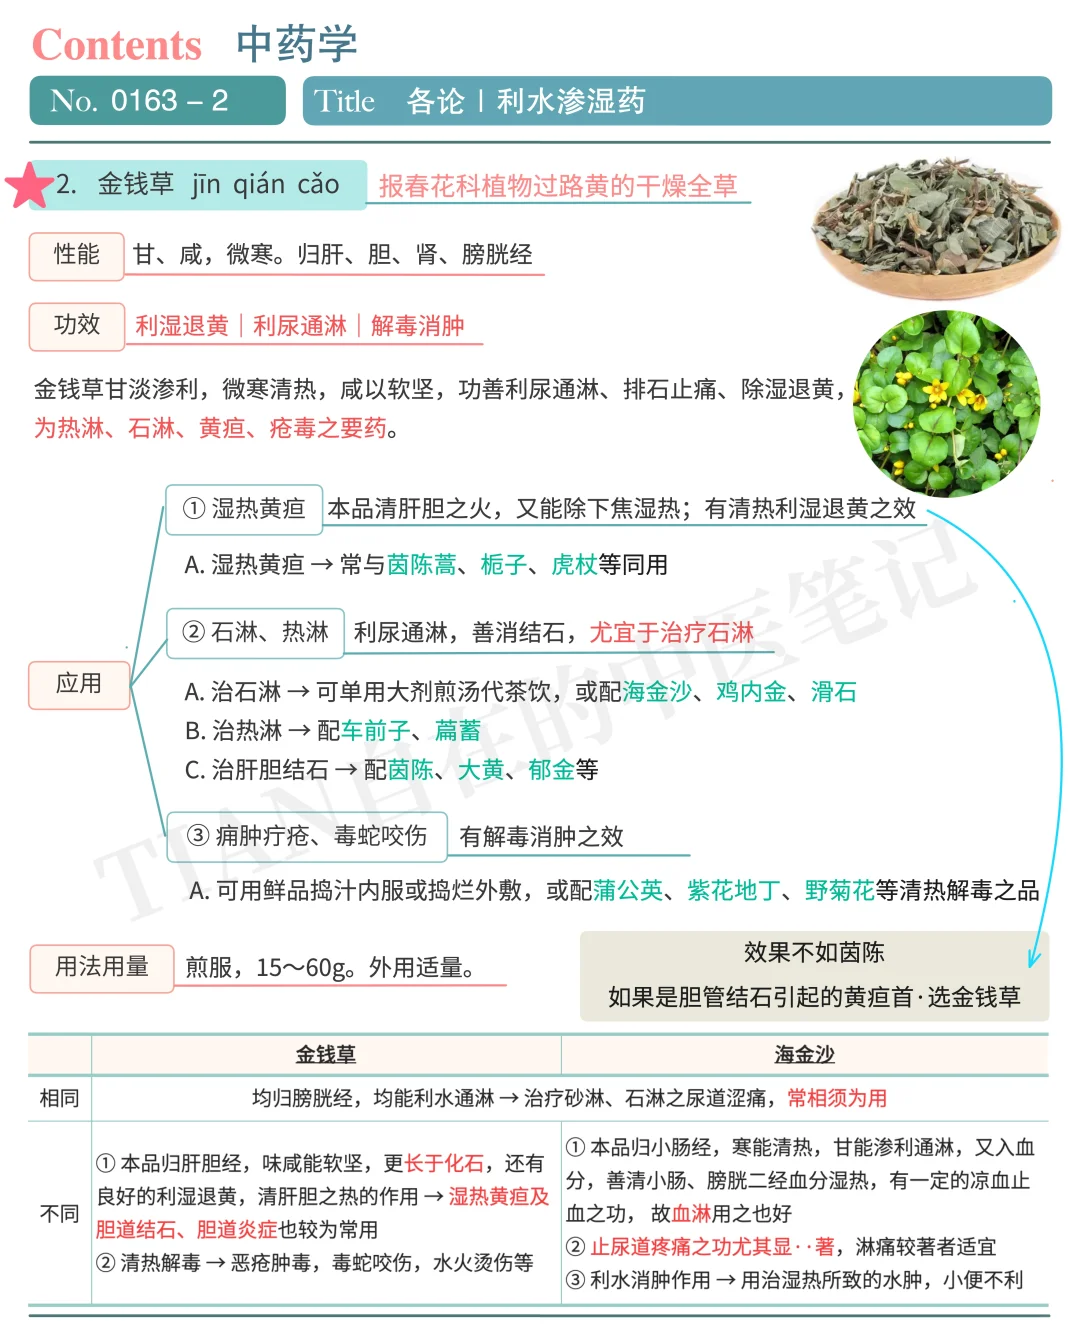 Contents 中药学
No. 0163 – 2
Title 各论 | 利水渗湿药
2. 金钱草 jīn qián cǎo 报春花科植物过路黄的干燥全草
性能 甘、咸，微寒。归肝、胆、肾、膀胱经
功效 利湿退黄｜利尿通淋｜解毒消肿
金钱草甘淡渗利，微寒清热，咸以软坚，功善利尿通淋、排石止痛、除湿退黄，
为热淋、石淋、黄疸、疮毒之要药。
① 湿热黄疸 本品清肝胆之火，又能除下焦湿热；有清热利湿退黄之效
A. 湿热黄疸 → 常与茵陈蒿、栀子、虎杖等同用
② 石淋、热淋 利尿通淋，善消结石，尤宜于治疗石淋
应用
A. 治石淋 → 可单用大剂煎汤代茶饮，或配海金沙、鸡内金、滑石
B. 治热淋 → 配车前子、萹蓄
C. 治肝胆结石 → 配茵陈、大黄、郁金等
③ 痈肿疔疮、毒蛇咬伤 有解毒消肿之效
A. 可用鲜品捣汁内服或捣烂外敷，或配蒲公英、紫花地丁、野菊花等清热解毒之品
用法用量 煎服，15～60g。外用适量。
效果不如茵陈
如果是胆管结石引起的黄疸首·选金钱草
金钱草 海金沙
相同 均归膀胱经，均能利水通淋 → 治疗砂淋、石淋之尿道涩痛，常相须为用
不同
① 本品归肝胆经，味咸能软坚，更长于化石，还有
良好的利湿退黄，清肝胆之热的作用 → 湿热黄疸及
胆道结石、胆道炎症也较为常用
② 清热解毒 → 恶疮肿毒，毒蛇咬伤，水火烫伤等
① 本品归小肠经，寒能清热，甘能渗利通淋，又入血
分，善清小肠、膀胱二经血分湿热，有一定的凉血止
血之功， 故血淋用之也好
② 止尿道疼痛之功尤其显··著，淋痛较著者适宜
③ 利水消肿作用 → 用治湿热所致的水肿，小便不利
TIAN自在的中医笔记